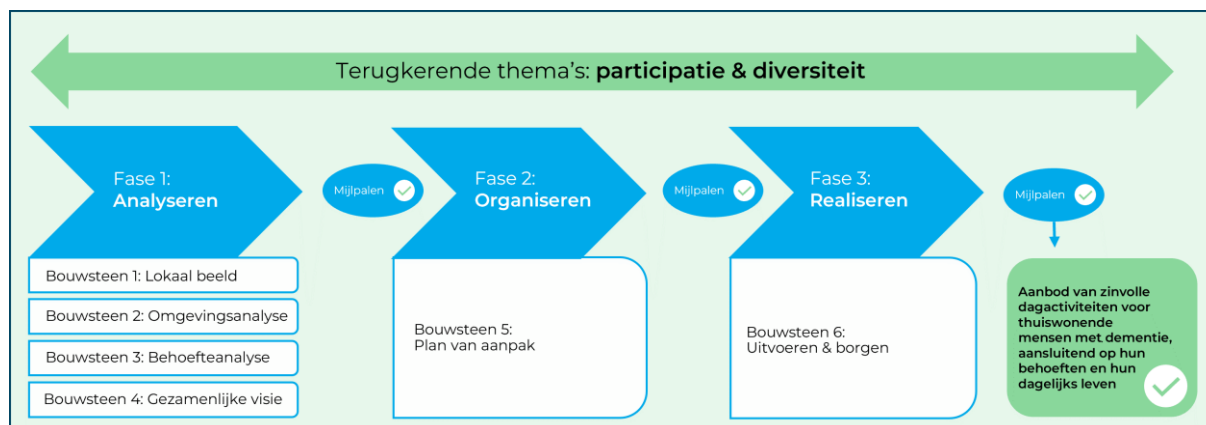 Terugkerende thema's: participatie & diversiteit
Fase 1:
Analyseren
Mijlpalen
Fase 2:
Organiseren
Mijlpalen
Fase 3:
Realiseren
Mijlpalen
Bouwsteen 1: Lokaal beeld
Bouwsteen 2: Omgevingsanalyse
Bouwsteen 3: Behoefteanalyse
Bouwsteen 4: Gezamenlijke visie
Bouwsteen 5:
Plan van aanpak
Bouwsteen 6:
Uitvoeren & borgen
Aanbod van zinvolle
dagactiviteiten voor
thuiswonende
mensen met dementie,
aansluitend op hun
behoeften en hun
dagelijks leven